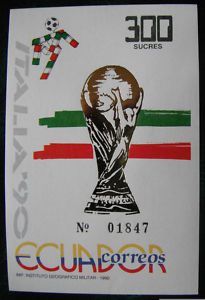 300
SUCRES
ITALIA'90
Nº 01847
ECUADOR
correos
IMP. INSTITUTO GEOGRAFICO MILITAR - 1990